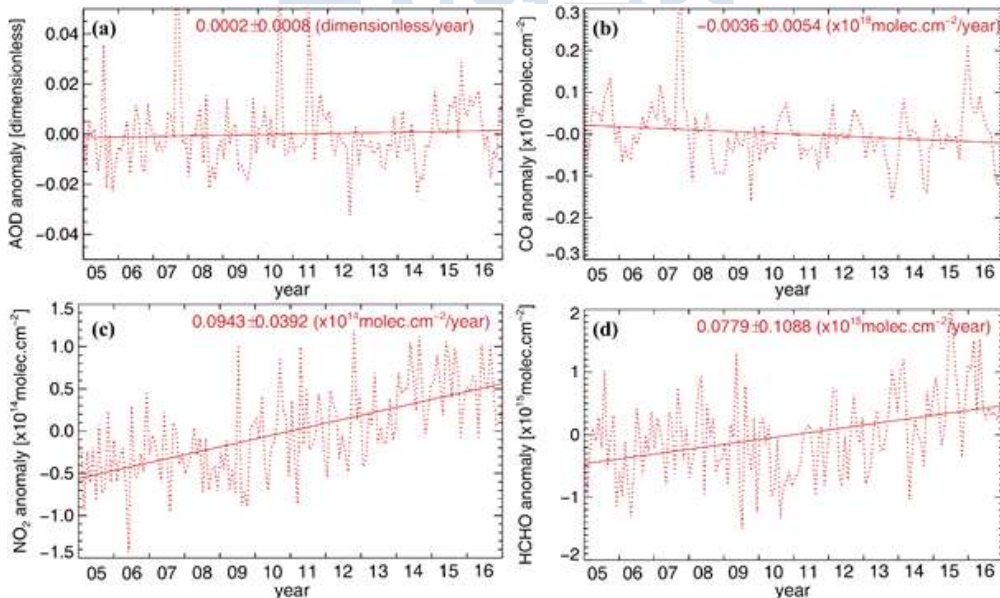 (a) 0.0002±0.0008 (dimensionless/year)
AOD anomaly [dimensionless]
0.04
0.02
0.00
−0.02
−0.04
05 06 07 08 09 10 11 12 13 14 15 16
year
(b) −0.0036±0.0054 (x10¹⁸molec.cm⁻²/year)
CO anomaly [x10¹⁸molec.cm⁻²]
0.3
0.2
0.1
−0.0
−0.1
−0.2
−0.3
05 06 07 08 09 10 11 12 13 14 15 16
year
(c) 0.0943±0.0392 (x10¹⁴molec.cm⁻²/year)
NO₂ anomaly [x10¹⁴molec.cm⁻²]
1.5
1.0
0.5
0.0
−0.5
−1.0
−1.5
05 06 07 08 09 10 11 12 13 14 15 16
year
(d) 0.0779±0.1088 (x10¹⁵molec.cm⁻²/year)
HCHO anomaly [x10¹⁵molec.cm⁻²]
2
1
0
−1
−2
05 06 07 08 09 10 11 12 13 14 15 16
year